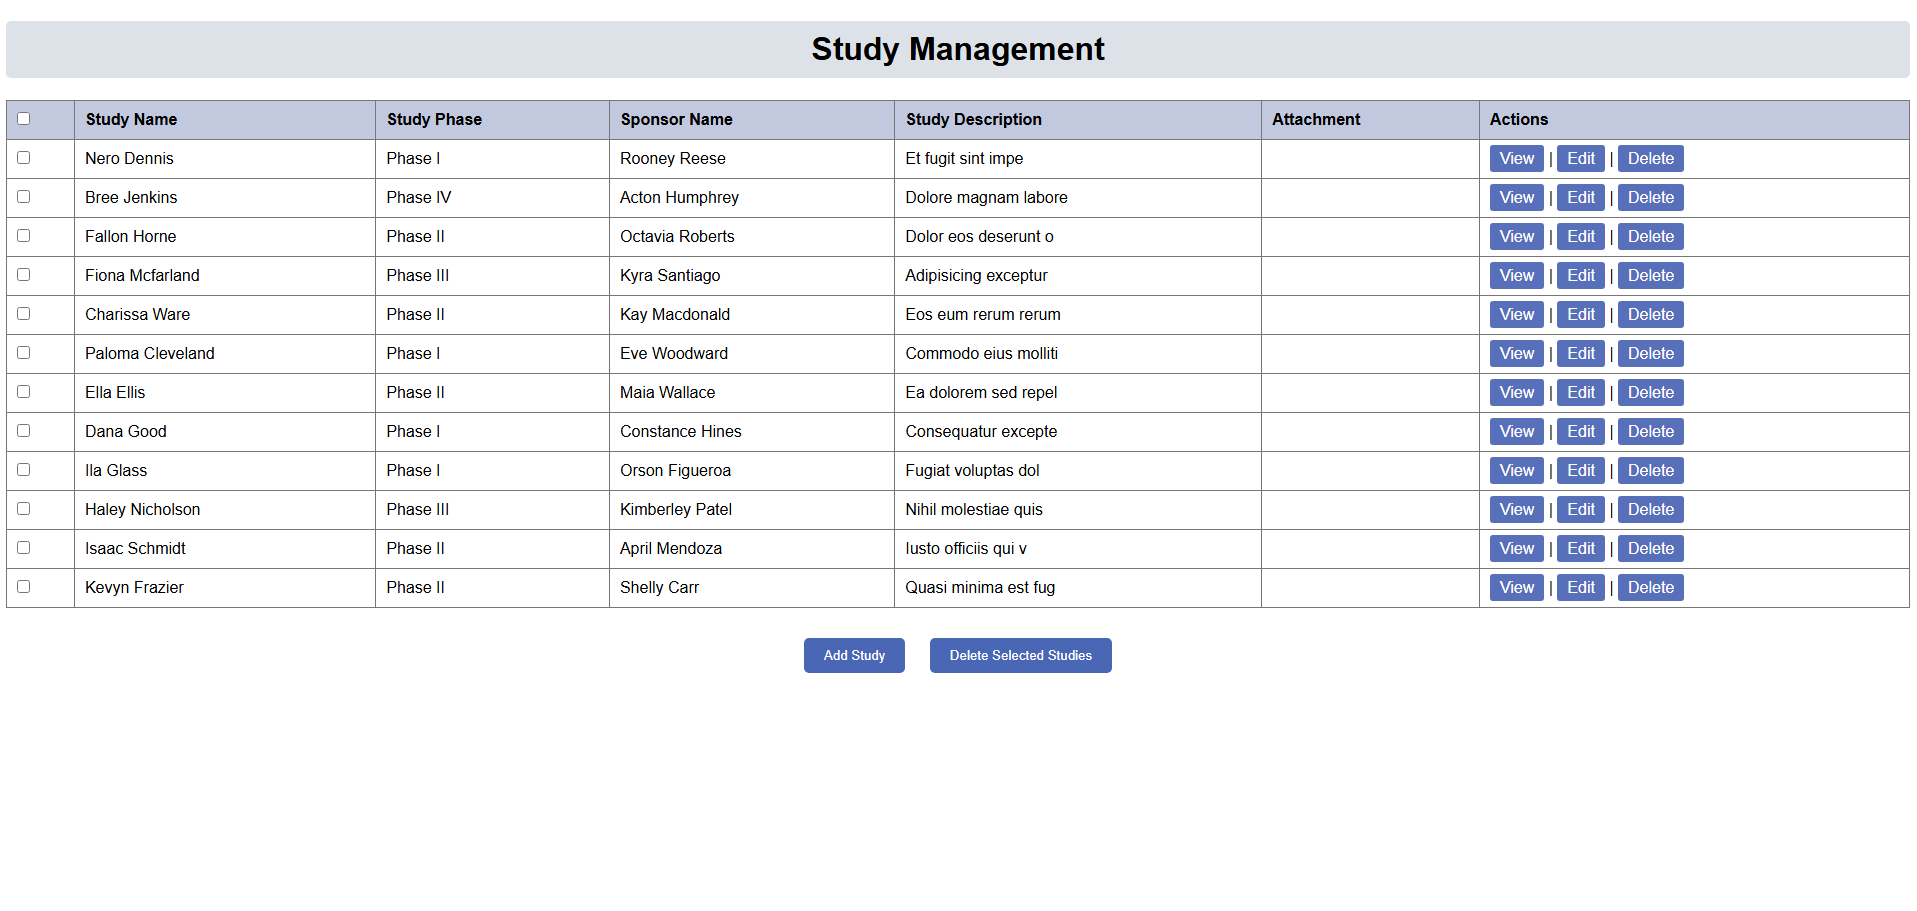 Study Management
Study Name Study Phase Sponsor Name Study Description Attachment Actions
Nero Dennis Phase I Rooney Reese Et fugit sint impe View | Edit | Delete
Bree Jenkins Phase IV Acton Humphrey Dolore magnam labore View | Edit | Delete
Fallon Horne Phase II Octavia Roberts Dolor eos deserunt o View | Edit | Delete
Fiona Mcfarland Phase III Kyra Santiago Adipisicing exceptur View | Edit | Delete
Charissa Ware Phase II Kay Macdonald Eos eum rerum rerum View | Edit | Delete
Paloma Cleveland Phase I Eve Woodward Commodo eius molliti View | Edit | Delete
Ella Ellis Phase II Maia Wallace Ea dolorem sed repel View | Edit | Delete
Dana Good Phase I Constance Hines Consequatur excepte View | Edit | Delete
Ila Glass Phase I Orson Figueroa Fugiat voluptas dol View | Edit | Delete
Haley Nicholson Phase III Kimberley Patel Nihil molestiae quis View | Edit | Delete
Isaac Schmidt Phase II April Mendoza Iusto officiis qui v View | Edit | Delete
Kevyn Frazier Phase II Shelly Carr Quasi minima est fug View | Edit | Delete
Add Study Delete Selected Studies